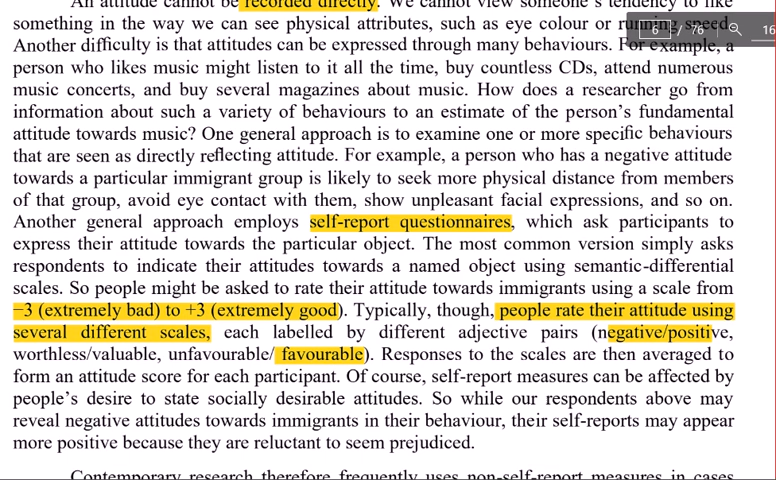 An attitude cannot be recorded directly. We cannot view someone's tendency to like
something in the way we can see physical attributes, such as eye colour or running speed.
Another difficulty is that attitudes can be expressed through many behaviours. For example, a
6 / 76 16
person who likes music might listen to it all the time, buy countless CDs, attend numerous
music concerts, and buy several magazines about music. How does a researcher go from
information about such a variety of behaviours to an estimate of the person's fundamental
attitude towards music? One general approach is to examine one or more specific behaviours
that are seen as directly reflecting attitude. For example, a person who has a negative attitude
towards a particular immigrant group is likely to seek more physical distance from members
of that group, avoid eye contact with them, show unpleasant facial expressions, and so on.
Another general approach employs self-report questionnaires, which ask participants to
express their attitude towards the particular object. The most common version simply asks
respondents to indicate their attitudes towards a named object using semantic-differential
scales. So people might be asked to rate their attitude towards immigrants using a scale from
−3 (extremely bad) to +3 (extremely good). Typically, though, people rate their attitude using
several different scales, each labelled by different adjective pairs (negative/positive,
worthless/valuable, unfavourable/ favourable). Responses to the scales are then averaged to
form an attitude score for each participant. Of course, self-report measures can be affected by
people's desire to state socially desirable attitudes. So while our respondents above may
reveal negative attitudes towards immigrants in their behaviour, their self-reports may appear
more positive because they are reluctant to seem prejudiced.
Contemporary research therefore frequently uses non-self-report measures in cases